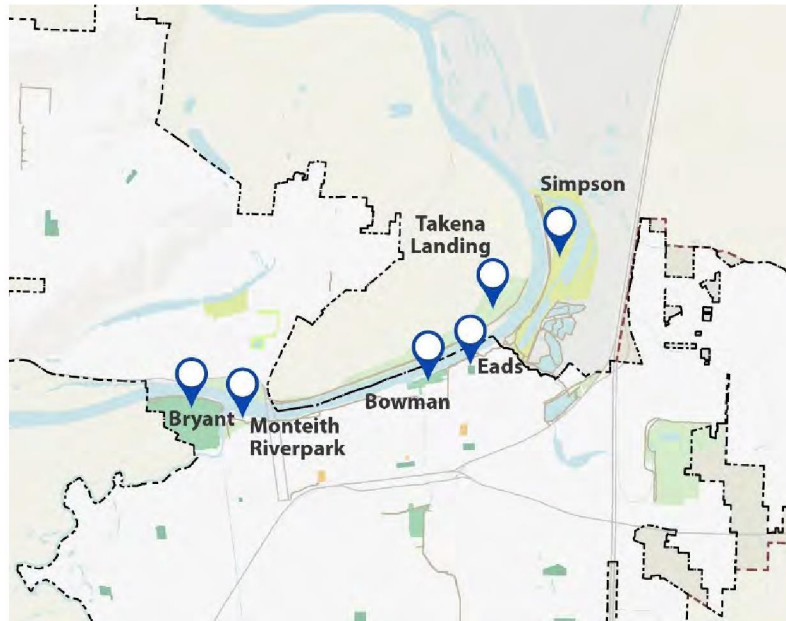 Simpson
Takena
Landing
Eads
Bowman
Bryant
Monteith
Riverpark